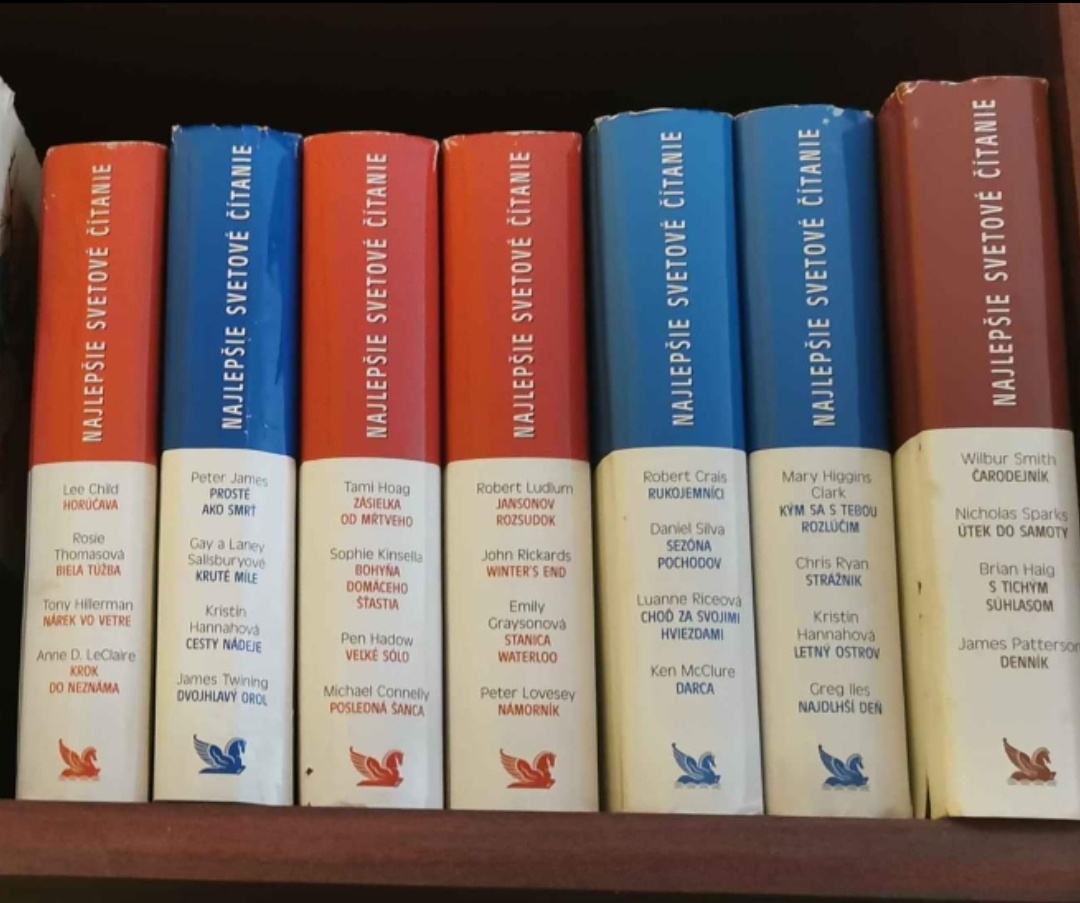 NAJLEPŠIE SVETOVÉ ČÍTANIE
Lee Child
HORÚČAVA
Rosie
Thomasová
BIELA TÚŽBA
Tony Hillerman
NÁREK VO VETRE
Anne D. LeClaire
KROK
DO NEZNÁMA
NAJLEPŠIE SVETOVÉ ČÍTANIE
Peter James
PROSTÉ
AKO SMRŤ
Gay a Laney
Salisburyové
KRUTÉ MÍLE
Kristin
Hannahová
CESTY NÁDEJE
James Twining
DVOJHLAVÝ OROL
NAJLEPŠIE SVETOVÉ ČÍTANIE
Tami Hoag
ZÁSIELKA
OD MŔTVEHO
Sophie Kinsella
BOHYŇA
DOMÁCEHO
ŠŤASTIA
Pen Hadow
VEĽKÉ SÓLO
Michael Connelly
POSLEDNÁ ŠANCA
NAJLEPŠIE SVETOVÉ ČÍTANIE
Robert Ludlum
JANSONOV
ROZSUDOK
John Rickards
WINTER'S END
Emily
Graysonová
STANICA
WATERLOO
Peter Lovesey
NÁMORNÍK
NAJLEPŠIE SVETOVÉ ČÍTANIE
Robert Crais
RUKOJEMNÍCI
Daniel Silva
SEZÓNA
POCHODOV
Luanne Riceová
CHOĎ ZA SVOJIMI
HVIEZDAMI
Ken McClure
DARCA
NAJLEPŠIE SVETOVÉ ČÍTANIE
Mary Higgins
Clark
KÝM SA S TEBOU
ROZLÚČIM
Chris Ryan
STRÁŽNIK
Kristin
Hannahová
LETNÝ OSTROV
Greg Iles
NAJDLHŠÍ DEŇ
NAJLEPŠIE SVETOVÉ ČÍTANIE
Wilbur Smith
ČARODEJNÍK
Nicholas Sparks
ÚTEK DO SAMOTY
Brian Haig
S TICHÝM
SÚHLASOM
James Patterson
DENNÍK